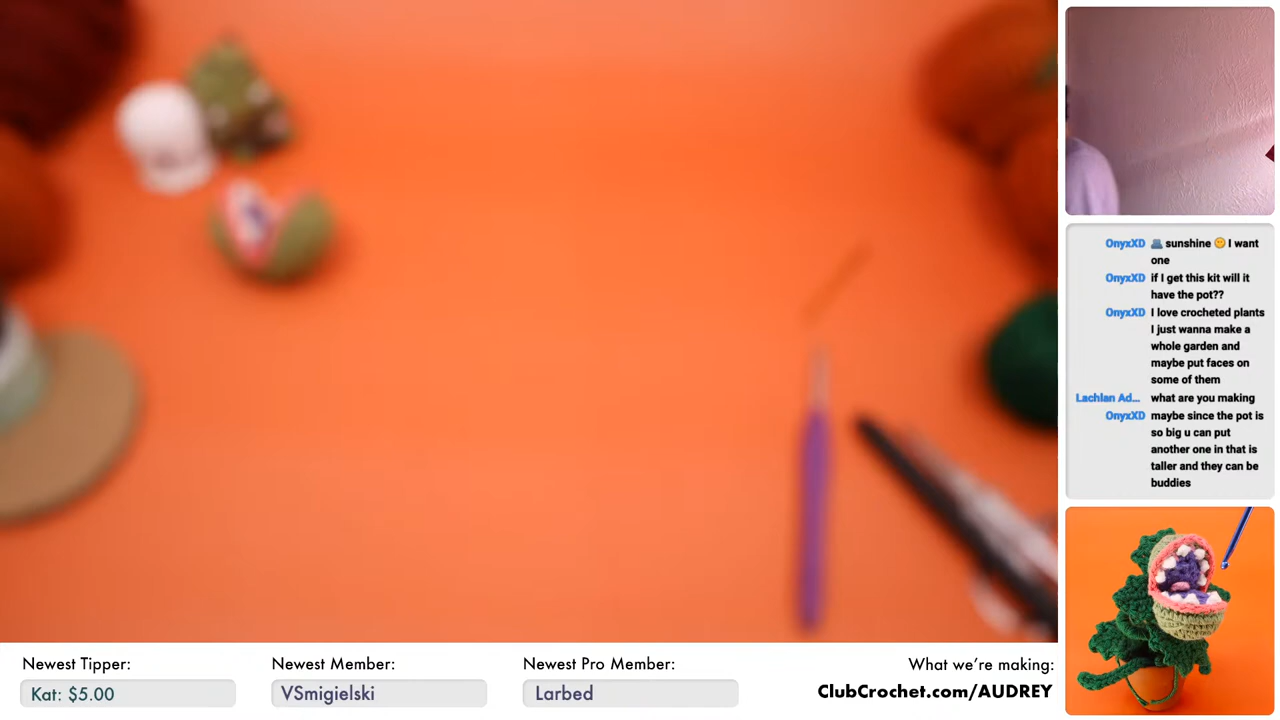 OnyxXD sunshine I want
one
OnyxXD if I get this kit will it
have the pot??
OnyxXD I love crocheted plants
I just wanna make a
whole garden and
maybe put faces on
some of them
Lachlan Ad... what are you making
OnyxXD maybe since the pot is
so big u can put
another one in that is
taller and they can be
buddies
Newest Tipper:
Kat: $5.00
Newest Member:
VSmigielski
Newest Pro Member:
Larbed
What we're making:
ClubCrochet.com/AUDREY